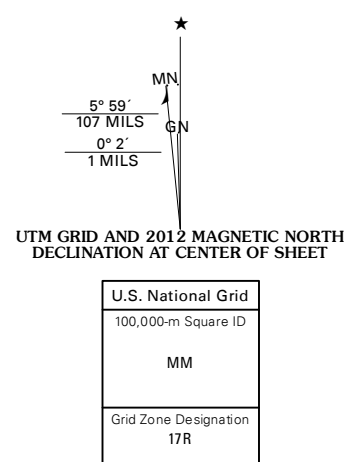 MN.
5° 59´
107 MILS
GN
0° 2´
1 MILS
UTM GRID AND 2012 MAGNETIC NORTH
DECLINATION AT CENTER OF SHEET
U.S. National Grid
100,000-m Square ID
MM
Grid Zone Designation
17R